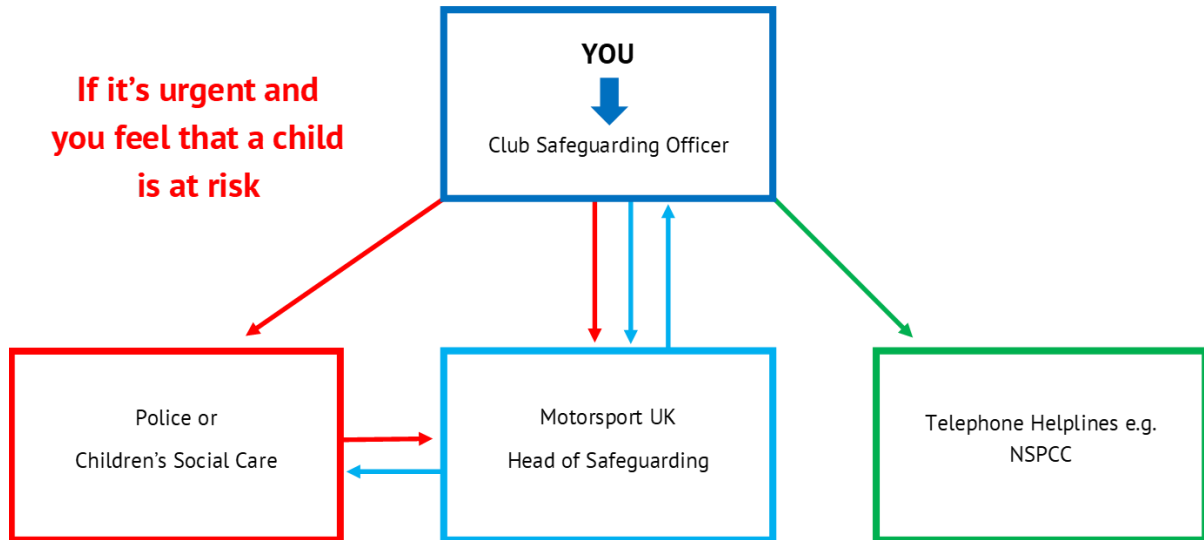 YOU
Club Safeguarding Officer
If it’s urgent and
you feel that a child
is at risk
Police or
Children’s Social Care
Motorsport UK
Head of Safeguarding
Telephone Helplines e.g.
NSPCC